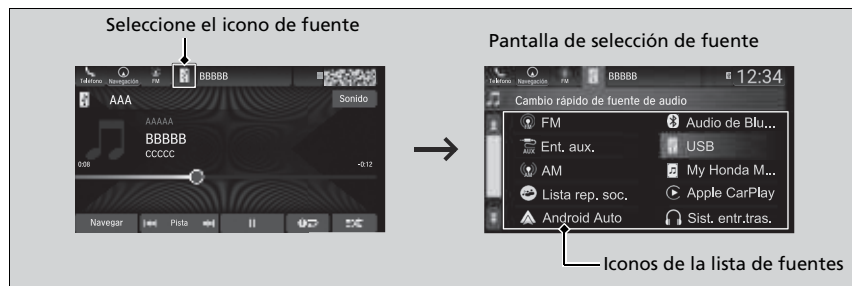 Seleccione el icono de fuente
Teléfono Navegación FM BBBBB
AAA Sonido
AAAAA
BBBBB
CCCCC
0:08 -0:12
Navegar Pista
Pantalla de selección de fuente
Teléfono Navegación FM BBBBB 12:34
Cambio rápido de fuente de audio
FM Audio de Blu...
Ent. aux. USB
AM My Honda M...
Lista rep. soc. Apple CarPlay
Android Auto Sist. entr.tras.
Iconos de la lista de fuentes